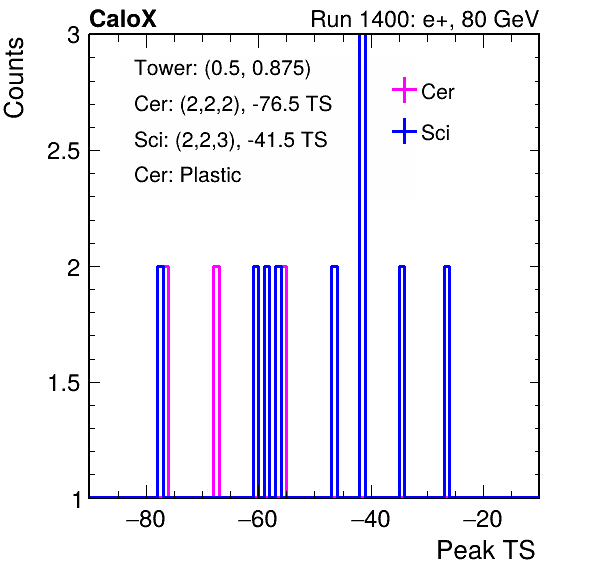 CaloX Run 1400: e+, 80 GeV
Counts
3
2.5
2
1.5
1
Tower: (0.5, 0.875)
Cer: (2,2,2), -76.5 TS
Sci: (2,2,3), -41.5 TS
Cer: Plastic
Cer
Sci
−80 −60 −40 −20
Peak TS